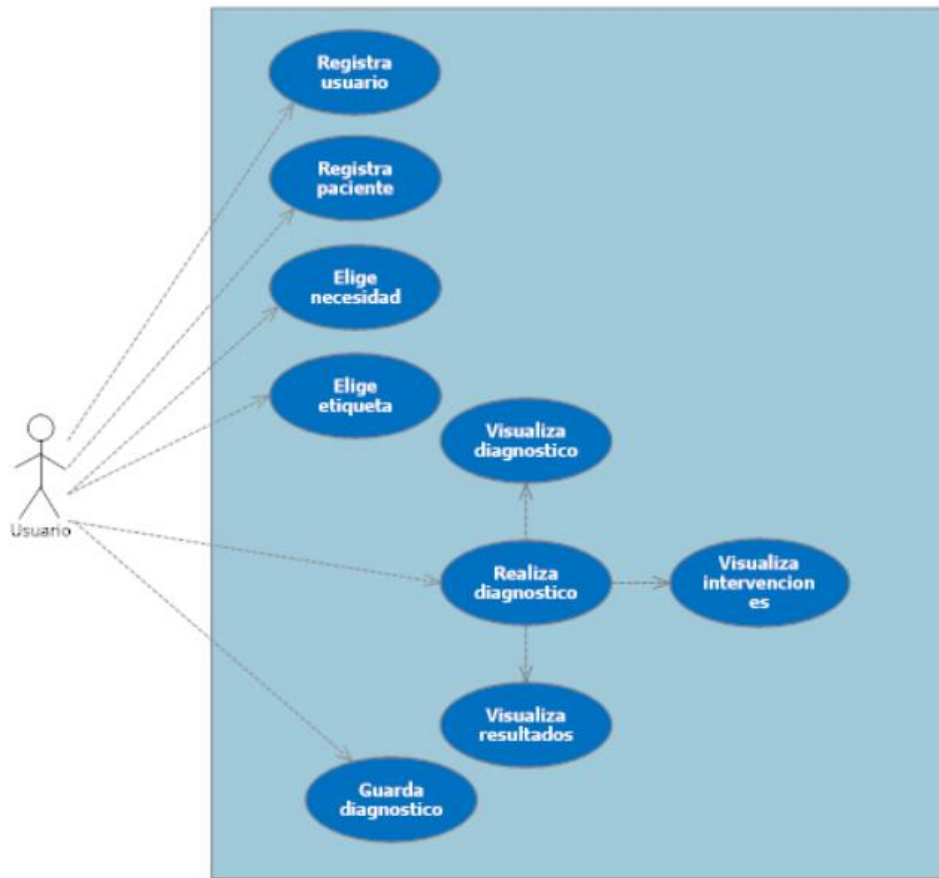 Registra
usuario
Registra
paciente
Elige
necesidad
Elige
etiqueta
Visualiza
diagnostico
Usuario
Realiza
diagnostico
Visualiza
intervencion
es
Visualiza
resultados
Guarda
diagnostico